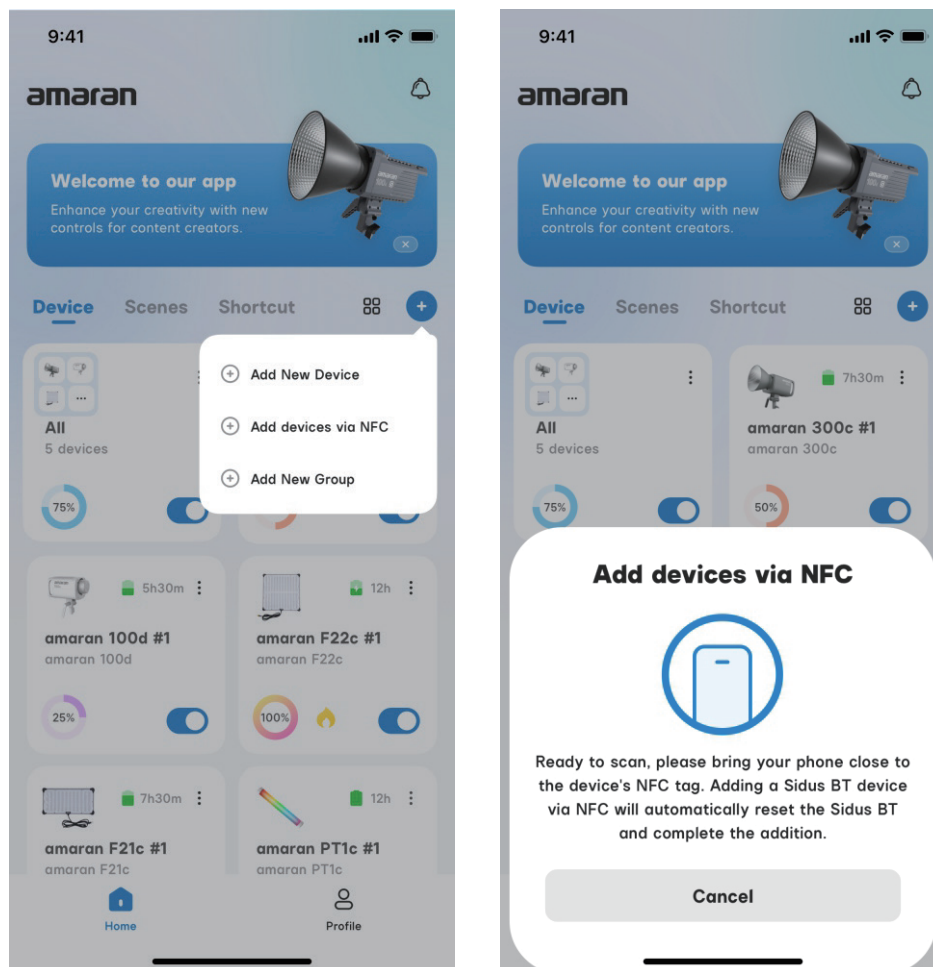 9:41
amaran
Welcome to our app
Enhance your creativity with new
controls for content creators.
Device Scenes Shortcut
Add New Device
Add devices via NFC
Add New Group
All
5 devices
75%
5h30m
amaran 100d #1
amaran 100d
25%
12h
amaran F22c #1
amaran F22c
100%
7h30m
amaran F21c #1
amaran F21c
12h
amaran PT1c #1
amaran PT1c
Home
Profile
9:41
amaran
Welcome to our app
Enhance your creativity with new
controls for content creators.
Device Scenes Shortcut
All
5 devices
75%
7h30m
amaran 300c #1
amaran 300c
50%
Add devices via NFC
Ready to scan, please bring your phone close to
the device's NFC tag. Adding a Sidus BT device
via NFC will automatically reset the Sidus BT
and complete the addition.
Cancel